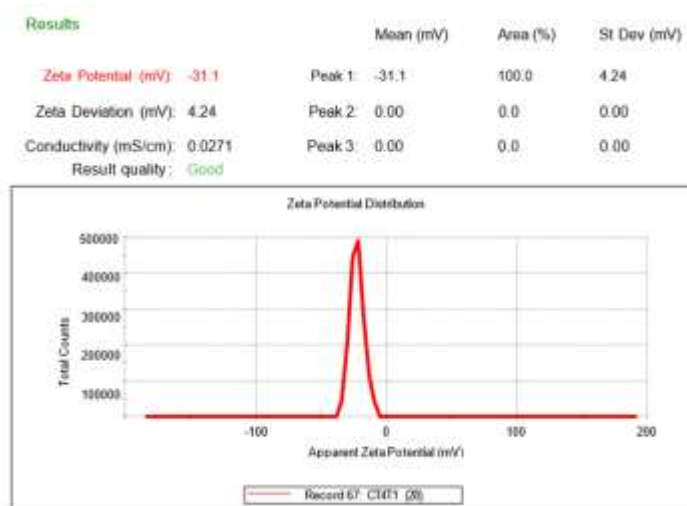 Results
Mean (mV) Area (%) St Dev (mV)
Zeta Potential (mV): -31.1 Peak 1: -31.1 100.0 4.24
Zeta Deviation (mV): 4.24 Peak 2: 0.00 0.0 0.00
Conductivity (mS/cm): 0.0271 Peak 3: 0.00 0.0 0.00
Result quality: Good
Zeta Potential Distribution
500000
400000
300000
200000
100000
Total Counts
-100 0 100 200
Apparent Zeta Potential (mV)
Record 67: CT4T1 (28)